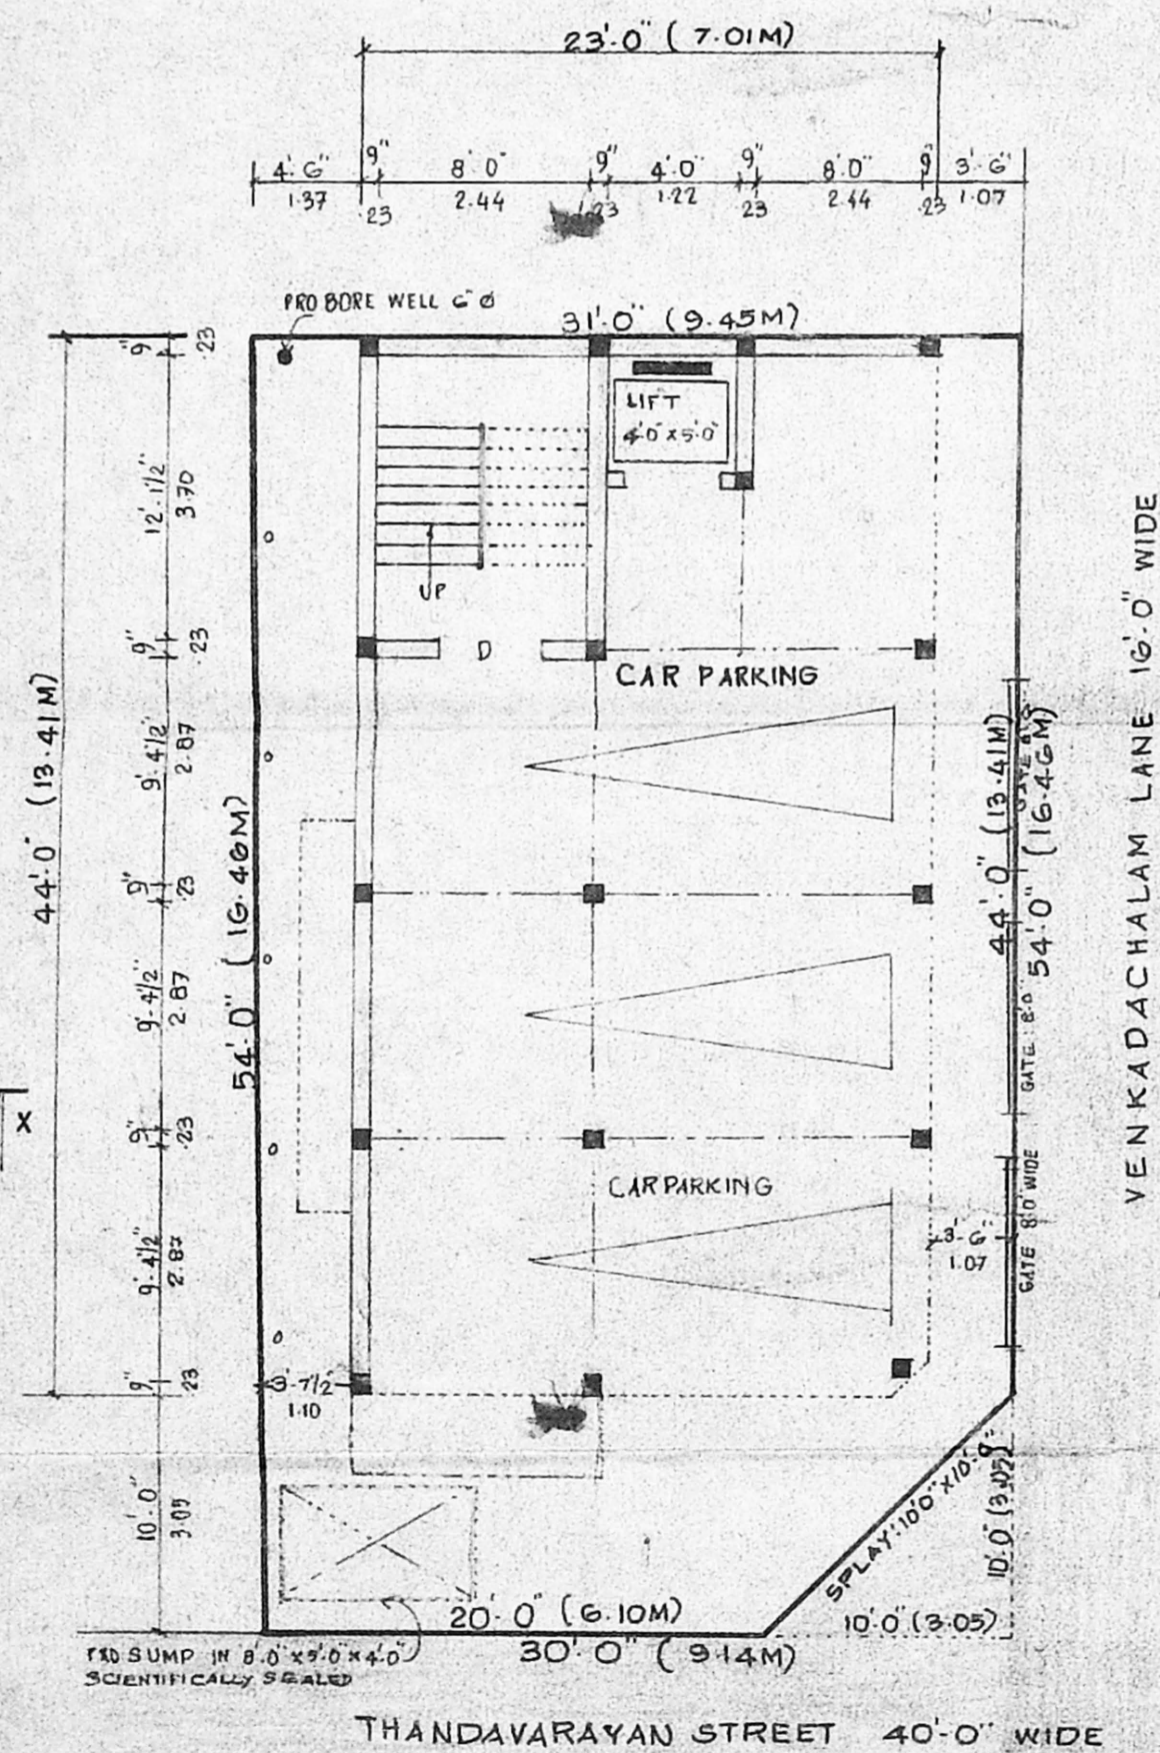 23'-0" (7.01M)
4'-6" 9" 8'-0" 9" 4'-0" 9" 8'-0" 9" 3'-6"
1.37 .23 2.44 .23 1.22 .23 2.44 .23 1.07
PRO BORE WELL 6" Ø
31'-0" (9.45M)
9" .23
LIFT
4'-0" x 5'-0"
12'-1 1/2" 3.70
UP
9" .23
D
CAR PARKING
44'-0" (13.41M)
9'-4 1/2" 2.87
54'-0" (16.46M)
44'-0" (13.41M)
54'-0" (16.46M)
VENKADACHALAM LANE 16'-0" WIDE
9" .23
9'-4 1/2" 2.87
GATE: 8'.0"
X
9" .23
CAR PARKING
GATE 8'.0" WIDE
9'-4 1/2" 2.87
3'-6"
1.07
9" .23
3'-7 1/2"
1.10
10'-0" 3.05
SPLAY: 10'0" X 10'-0"
10'-0" (3.05)
20'-0" (6.10M)
10'-0" (3.05)
30'-0" (9.14M)
SUMP IN 8'.0" x 5'.0" x 4'.0"
SCIENTIFICALLY SEALED
THANDAVARAYAN STREET 40'-0" WIDE